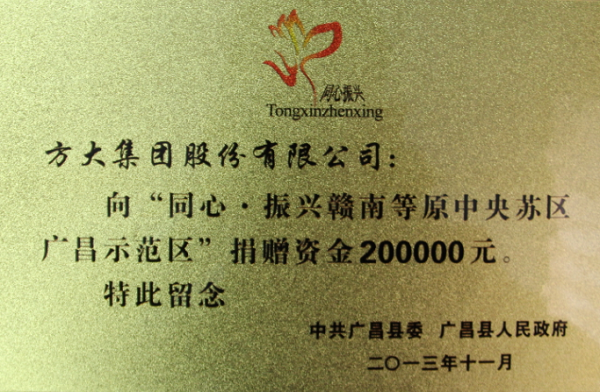 同心振兴
Tongxinzhenxing
方大集团股份有限公司：
向“同心·振兴赣南等原中央苏区
广昌示范区”捐赠资金200000元。
特此留念
中共广昌县委 广昌县人民政府
二〇一三年十一月